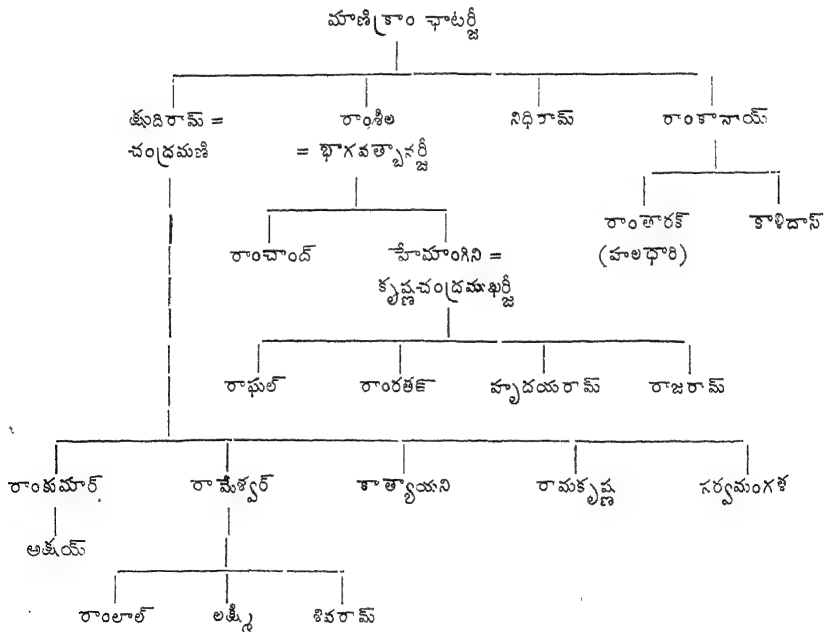 మాణిక్రాం ఛాటర్జీ
క్షుదిరామ్ = రాంశీల నిధిరామ్ రాంకానాయ్
చంద్రమణి = భాగవత్బానర్జీ
రాంతారక్ కాళిదాస్
రాంచాంద్ హేమాంగిని = (హలధారి)
కృష్ణచంద్రముఖర్జీ
రాఘల్ రాంరతన్ హృదయరామ్ రాజరామ్
రాంకుమార్ రామేశ్వర్ కాత్యాయని రామకృష్ణ సర్వమంగళ
అక్షయ్
రాంలాల్ లక్ష్మి శివరామ్